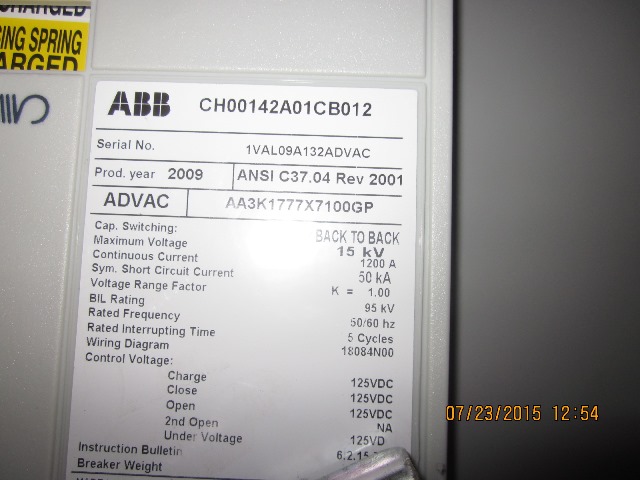 CHARGED
ING SPRING
ARGED
ABB CH00142A01CB012
Serial No. 1VAL09A132ADVAC
Prod. year 2009 ANSI C37.04 Rev 2001
ADVAC AA3K1777X7100GP
Cap. Switching: BACK TO BACK
Maximum Voltage 15 kV
Continuous Current 1200 A
Sym. Short Circuit Current 50 kA
Voltage Range Factor K = 1.00
BIL Rating 95 kV
Rated Frequency 50/60 hz
Rated Interrupting Time 5 Cycles
Wiring Diagram 18084N00
Control Voltage:
Charge 125VDC
Close 125VDC
Open 125VDC
2nd Open NA
Under Voltage 125VD
Instruction Bulletin 6.2.15
Breaker Weight
07/23/2015 12:54